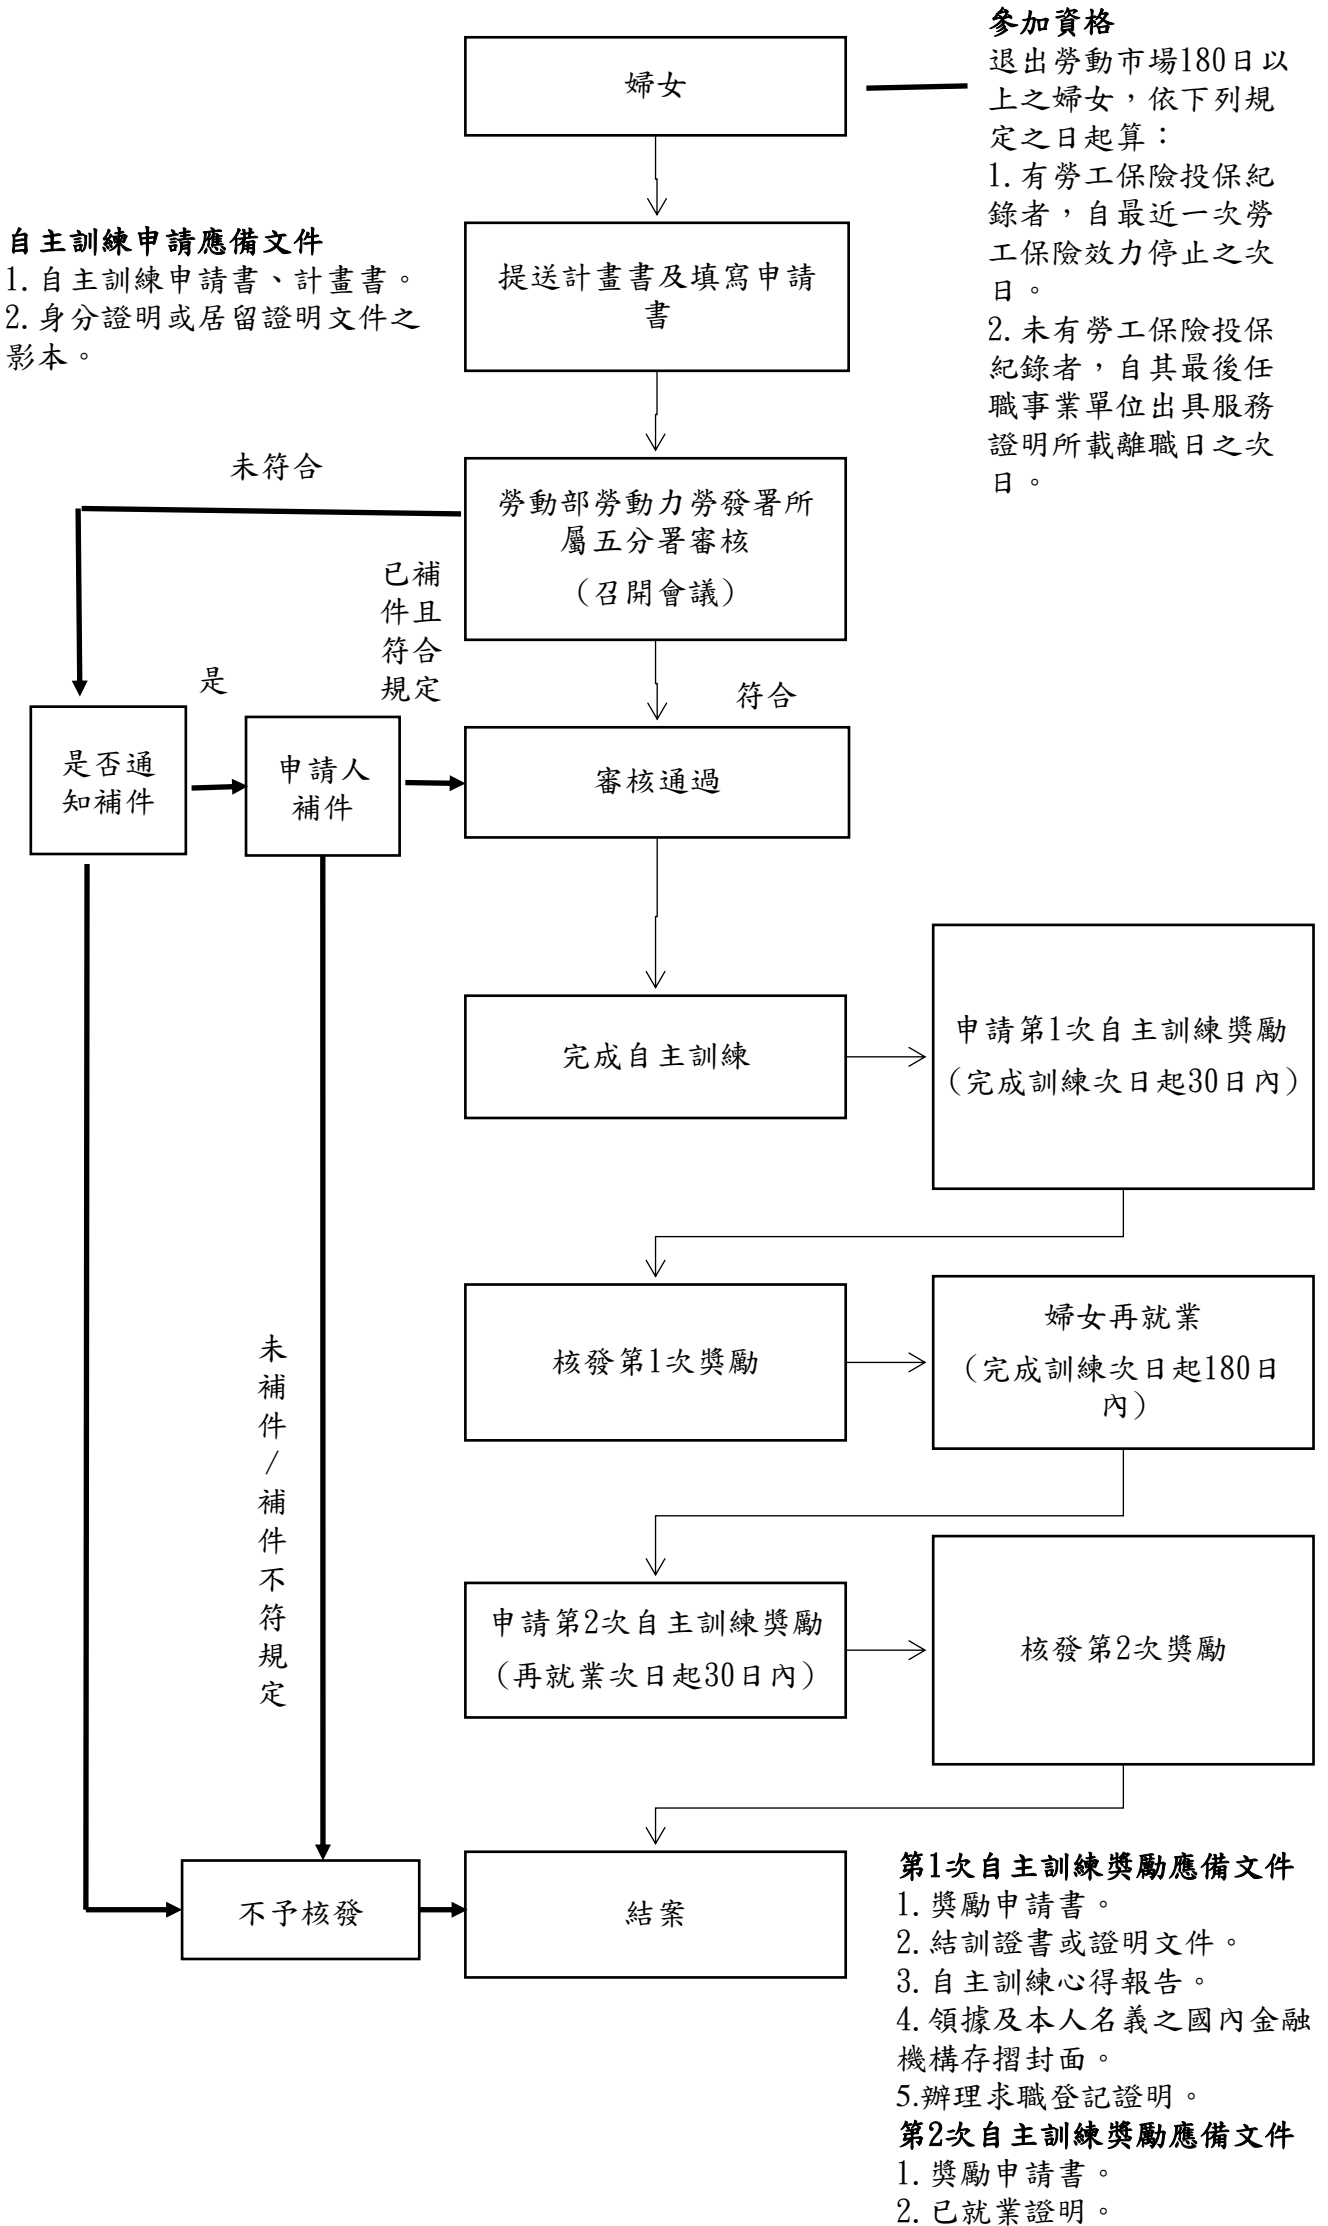 參加資格
退出勞動市場180日以
上之婦女，依下列規
定之日起算：
1.有勞工保險投保紀
錄者，自最近一次勞
工保險效力停止之次
日。
2.未有勞工保險投保
紀錄者，自其最後任
職事業單位出具服務
證明所載離職日之次
日。
婦女
自主訓練申請應備文件
1.自主訓練申請書、計畫書。
2.身分證明或居留證明文件之
影本。
提送計畫書及填寫申請
書
未符合
勞動部勞動力勞發署所
屬五分署審核
（召開會議）
已補
件且
符合
規定
是
符合
是否通
知補件
申請人
補件
審核通過
完成自主訓練
申請第1次自主訓練獎勵
（完成訓練次日起30日內）
核發第1次獎勵
婦女再就業
（完成訓練次日起180日
內）
未
補
件
/
補
件
不
符
規
定
申請第2次自主訓練獎勵
（再就業次日起30日內）
核發第2次獎勵
不予核發
結案
第1次自主訓練獎勵應備文件
1.獎勵申請書。
2.結訓證書或證明文件。
3.自主訓練心得報告。
4.領據及本人名義之國內金融
機構存摺封面。
5.辦理求職登記證明。
第2次自主訓練獎勵應備文件
1.獎勵申請書。
2.已就業證明。